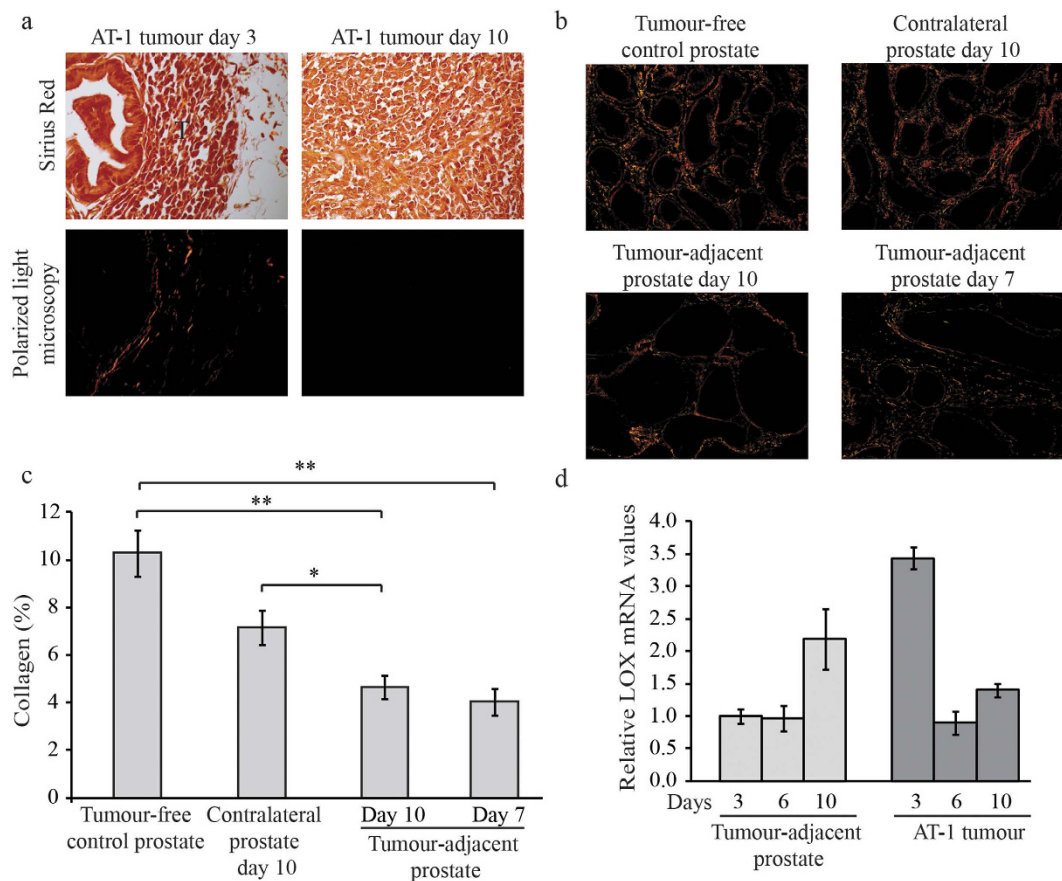 a
AT-1 tumour day 3
AT-1 tumour day 10
Sirius Red
T
Polarized light
microscopy
b
Tumour-free
control prostate
Contralateral
prostate day 10
Tumour-adjacent
prostate day 10
Tumour-adjacent
prostate day 7
c
**
**
*
Collagen (%)
12
10
8
6
4
2
0
Tumour-free
control prostate
Contralateral
prostate
day 10
Day 10
Day 7
Tumour-adjacent
prostate
d
Relative LOX mRNA values
4.0
3.5
3.0
2.5
2.0
1.5
1.0
0.5
0.0
Days 3 6 10 3 6 10
Tumour-adjacent
prostate
AT-1 tumour